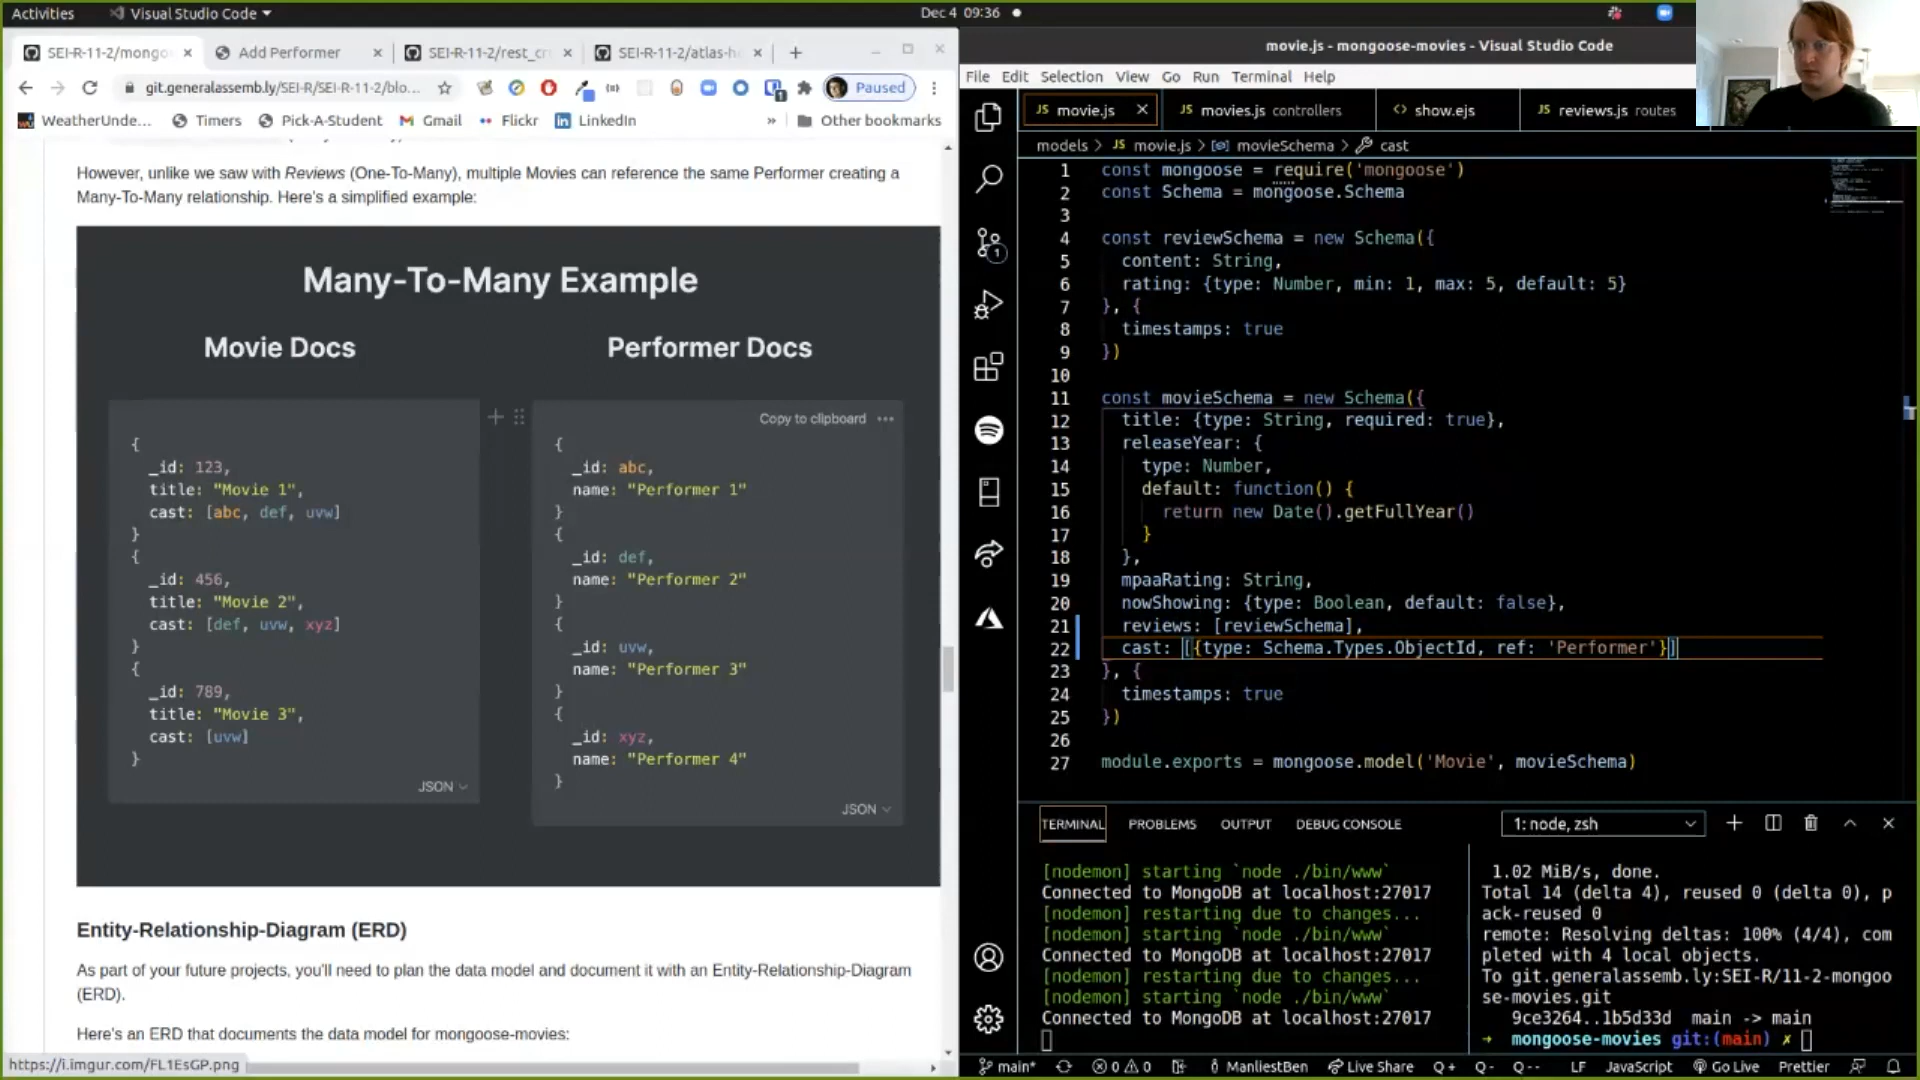 Activities
Visual Studio Code
Dec 4 09:36
SEI-R-11-2/mongo
Add Performer
SEI-R-11-2/rest_cr
SEI-R-11-2/atlas-h
git.generalassemb.ly/SEI-R/SEI-R-11-2/blo...
Paused
WeatherUnde...
Timers
Pick-A-Student
Gmail
Flickr
LinkedIn
»
Other bookmarks
However, unlike we saw with Reviews (One-To-Many), multiple Movies can reference the same Performer creating a
Many-To-Many relationship. Here's a simplified example:
Many-To-Many Example
Movie Docs
{
_id: 123,
title: "Movie 1",
cast: [abc, def, uvw]
}
{
_id: 456,
title: "Movie 2",
cast: [def, uvw, xyz]
}
{
_id: 789,
title: "Movie 3",
cast: [uvw]
}
JSON
Performer Docs
Copy to clipboard
{
_id: abc,
name: "Performer 1"
}
{
_id: def,
name: "Performer 2"
}
{
_id: uvw,
name: "Performer 3"
}
{
_id: xyz,
name: "Performer 4"
}
JSON
Entity-Relationship-Diagram (ERD)
As part of your future projects, you'll need to plan the data model and document it with an Entity-Relationship-Diagram
(ERD).
Here's an ERD that documents the data model for mongoose-movies:
https://i.imgur.com/FL1EsGP.png
movie.js - mongoose-movies - Visual Studio Code
File Edit Selection View Go Run Terminal Help
JS movie.js
JS movies.js controllers
<> show.ejs
JS reviews.js routes
models > JS movie.js > movieSchema > cast
1 const mongoose = require('mongoose')
2 const Schema = mongoose.Schema
3
4 const reviewSchema = new Schema({
5 content: String,
6 rating: {type: Number, min: 1, max: 5, default: 5}
7 }, {
8 timestamps: true
9 })
10
11 const movieSchema = new Schema({
12 title: {type: String, required: true},
13 releaseYear: {
14 type: Number,
15 default: function() {
16 return new Date().getFullYear()
17 }
18 },
19 mpaaRating: String,
20 nowShowing: {type: Boolean, default: false},
21 reviews: [reviewSchema],
22 cast: [{type: Schema.Types.ObjectId, ref: 'Performer'}]
23 }, {
24 timestamps: true
25 })
26
27 module.exports = mongoose.model('Movie', movieSchema)
TERMINAL PROBLEMS OUTPUT DEBUG CONSOLE
1: node, zsh
[nodemon] starting `node ./bin/www`
Connected to MongoDB at localhost:27017
[nodemon] restarting due to changes...
[nodemon] starting `node ./bin/www`
Connected to MongoDB at localhost:27017
[nodemon] restarting due to changes...
[nodemon] starting `node ./bin/www`
Connected to MongoDB at localhost:27017
1.02 MiB/s, done.
Total 14 (delta 4), reused 0 (delta 0), p
ack-reused 0
remote: Resolving deltas: 100% (4/4), com
pleted with 4 local objects.
To git.generalassemb.ly:SEI-R/11-2-mongoo
se-movies.git
9ce3264..1b5d33d main -> main
→ mongoose-movies git:(main) ✗
main*
0 0
ManliestBen
Live Share
Q+
Q-
Q--
LF
JavaScript
Go Live
Prettier